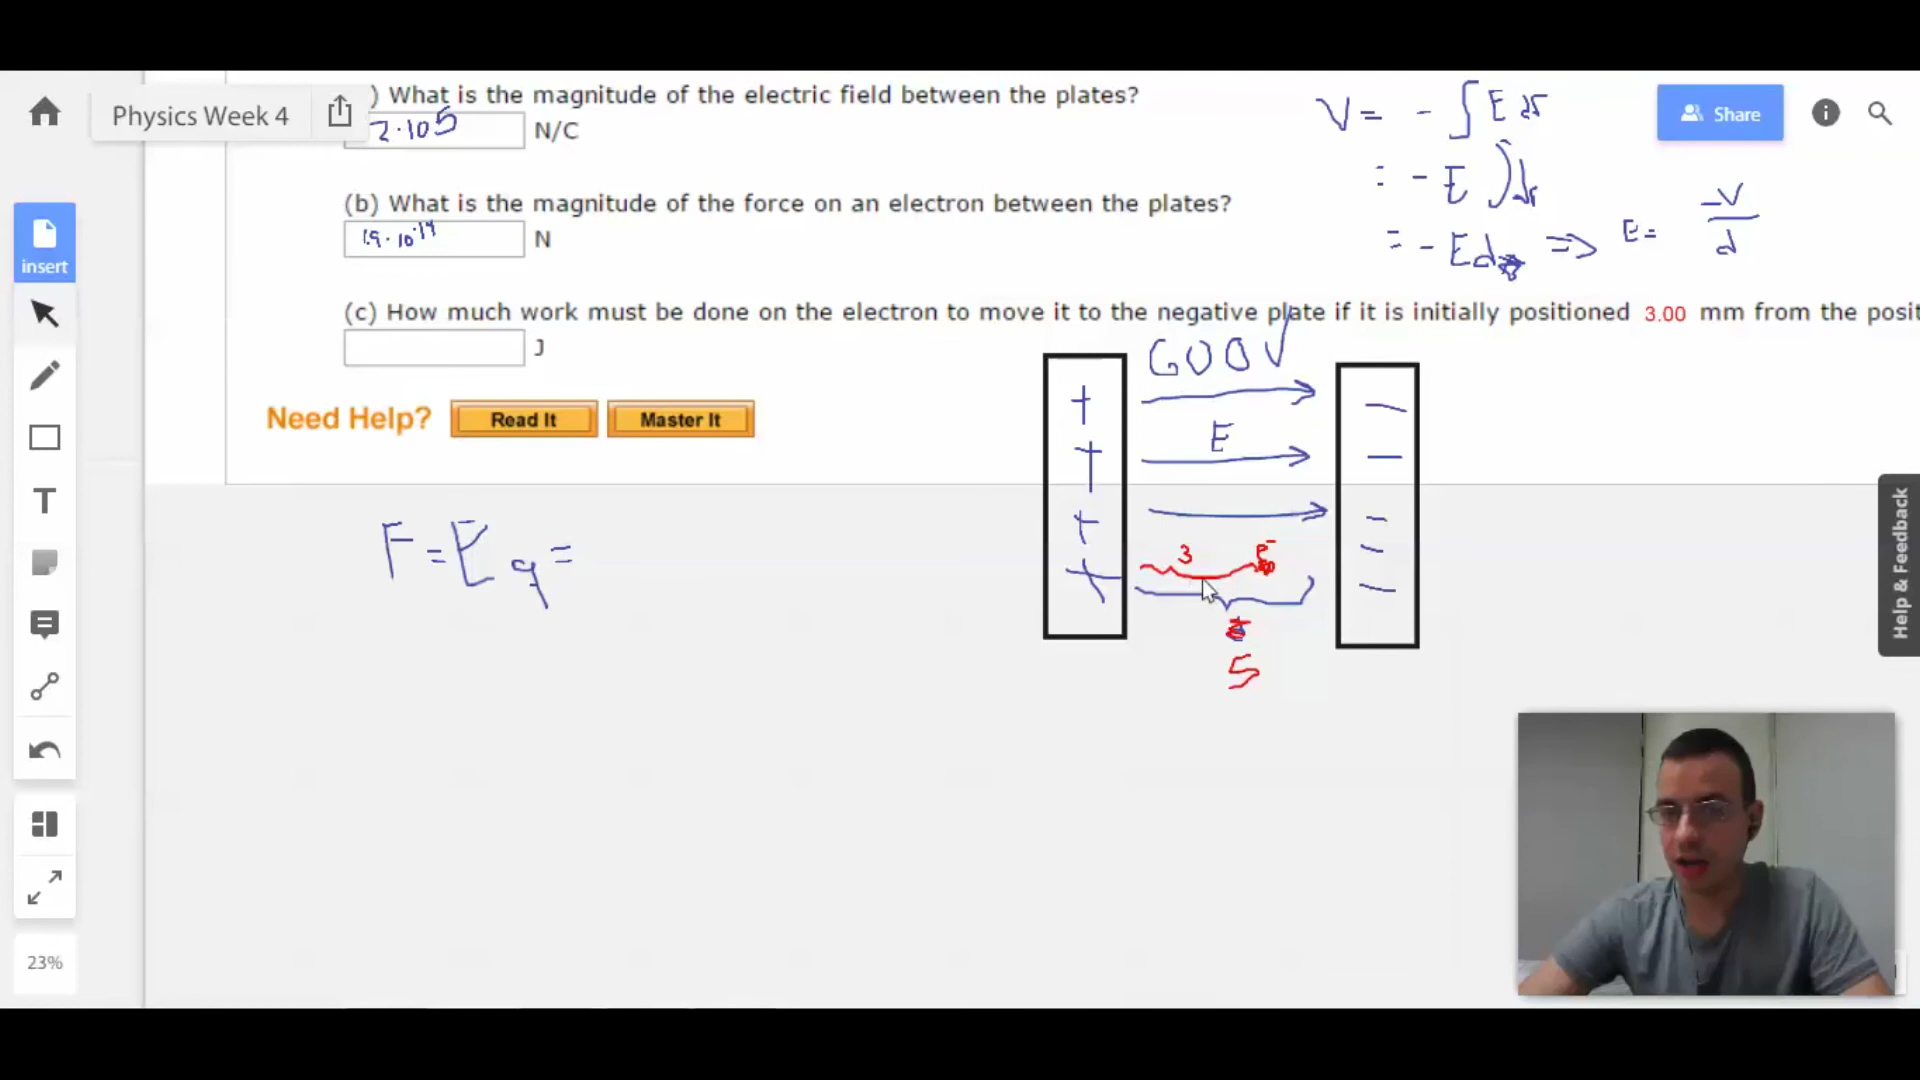 ) What is the magnitude of the electric field between the plates?
2·10⁵ N/C
(b) What is the magnitude of the force on an electron between the plates?
N
(c) How much work must be done on the electron to move it to the negative plate if it is initially positioned 3.00 mm from the posit
J
Need Help? Read It Master It
Physics Week 4
Share
insert
T
23%
Help & Feedback
V = - ∫ E dr
= - E ∫ dr
= - Ed => E = -V/d
600V
E
+ + + +
- - - - -
3
e⁻
5
F = Eq =